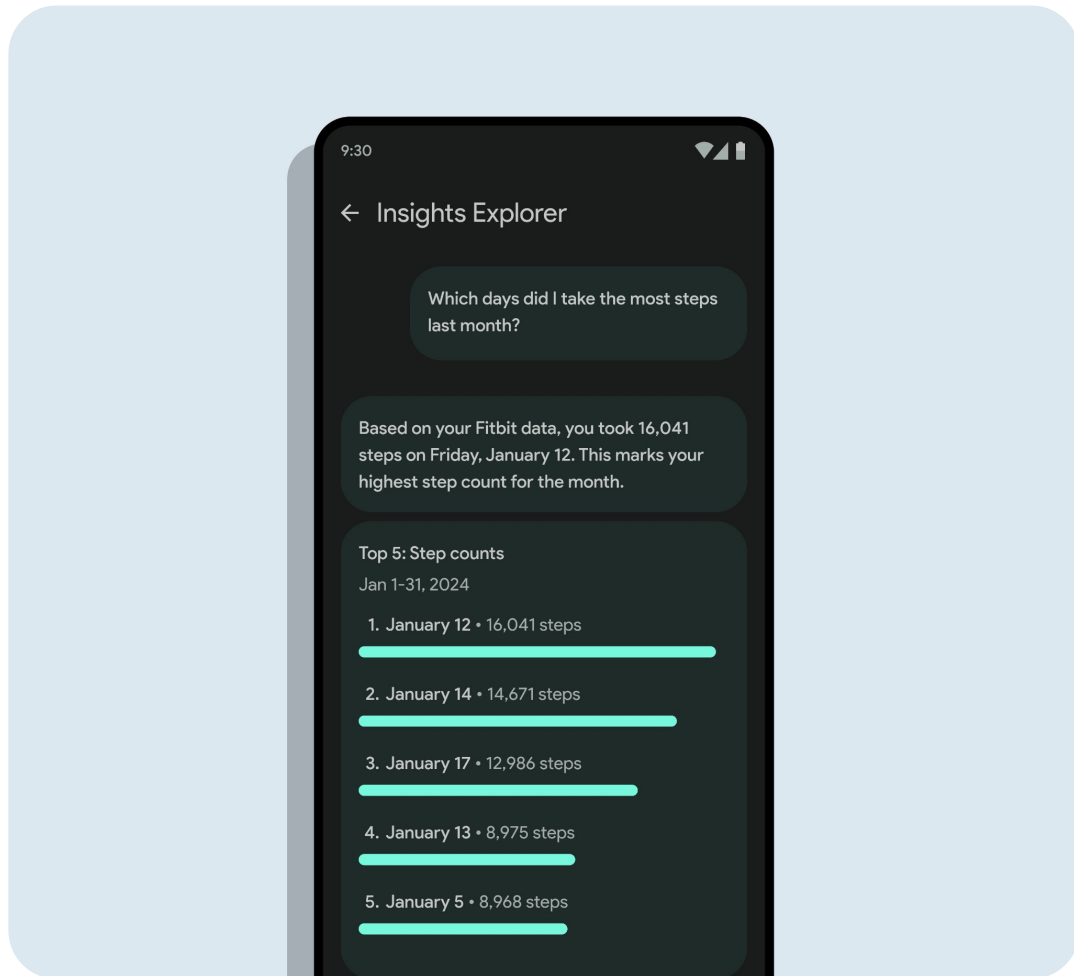 9:30
Insights Explorer
Which days did I take the most steps
last month?
Based on your Fitbit data, you took 16,041
steps on Friday, January 12. This marks your
highest step count for the month.
Top 5: Step counts
Jan 1-31, 2024
1. January 12 • 16,041 steps
2. January 14 • 14,671 steps
3. January 17 • 12,986 steps
4. January 13 • 8,975 steps
5. January 5 • 8,968 steps